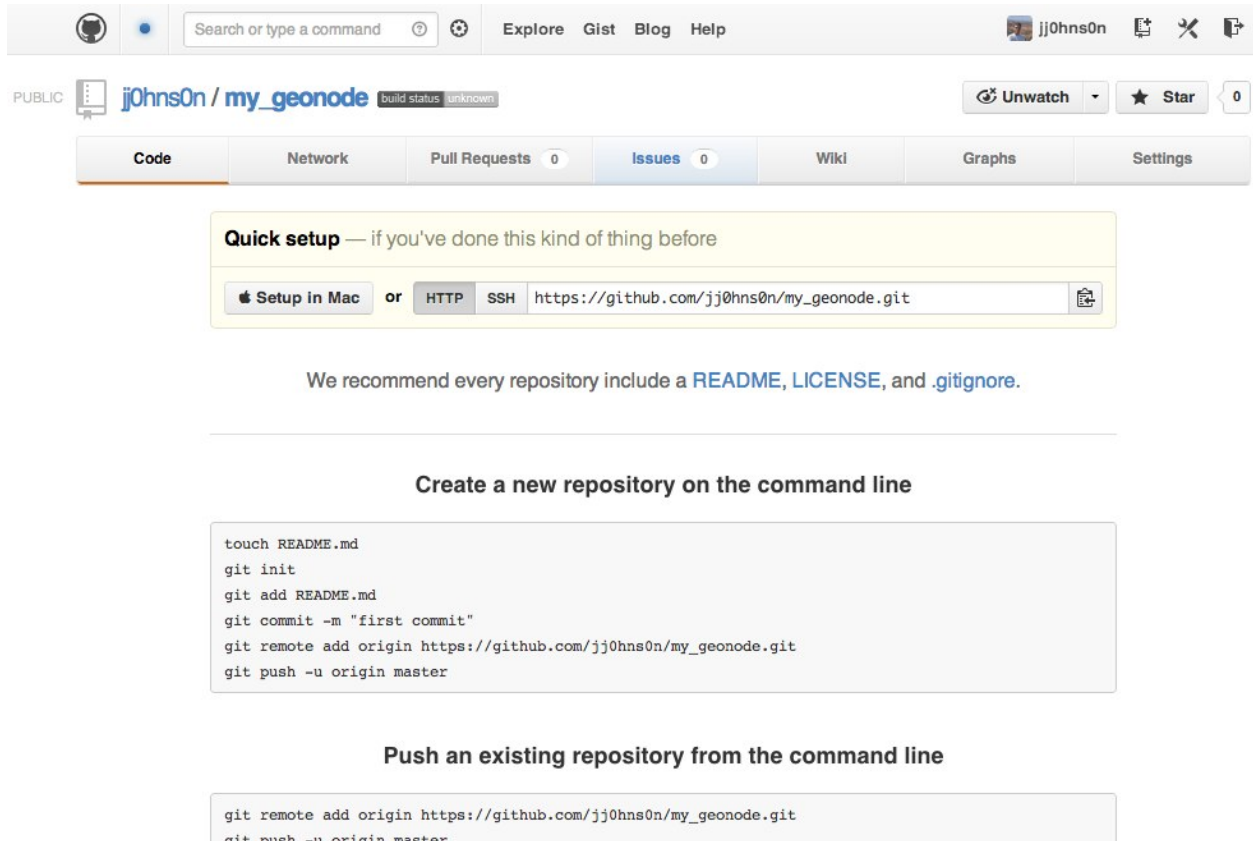 Search or type a command
Explore Gist Blog Help
jj0hns0n
PUBLIC
jj0hns0n / my_geonode build status unknown
Unwatch
Star 0
Code Network Pull Requests 0 Issues 0 Wiki Graphs Settings
Quick setup — if you've done this kind of thing before
Setup in Mac or HTTP SSH https://github.com/jj0hns0n/my_geonode.git
We recommend every repository include a README, LICENSE, and .gitignore.
Create a new repository on the command line
touch README.md
git init
git add README.md
git commit -m "first commit"
git remote add origin https://github.com/jj0hns0n/my_geonode.git
git push -u origin master
Push an existing repository from the command line
git remote add origin https://github.com/jj0hns0n/my_geonode.git
git push -u origin master